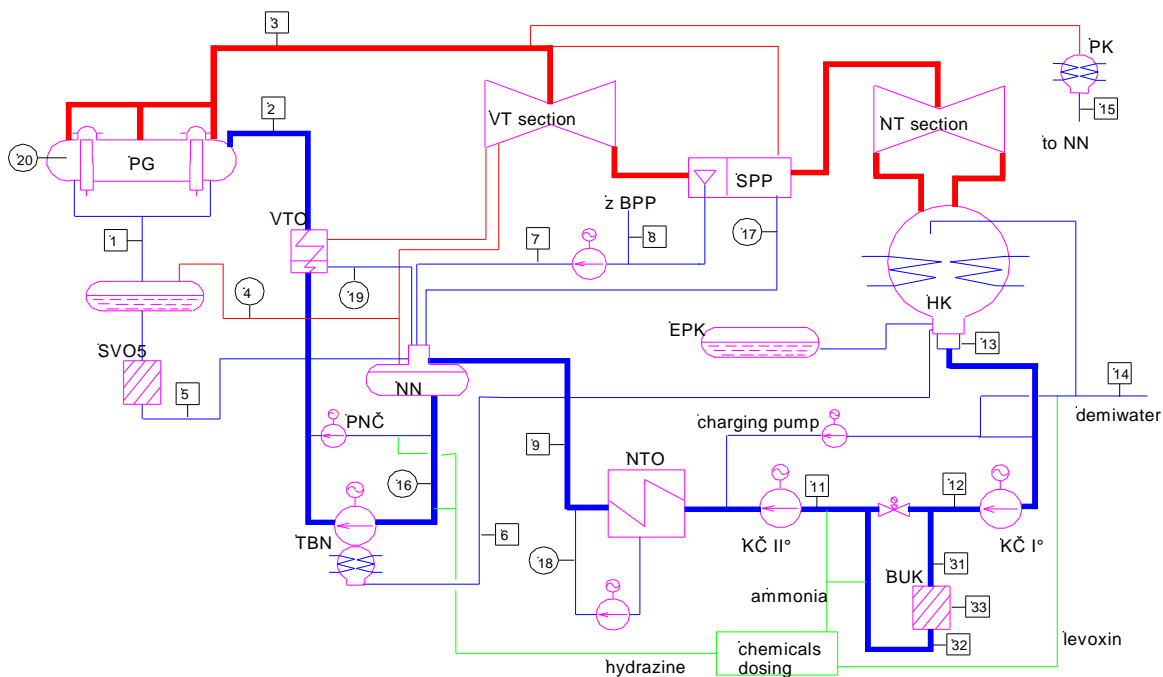 3
PK
2
VT section
NT section
15
to NN
20
PG
SPP
z BPP
VTO
17
1
7
8
4
19
HK
EPK
13
SVO5
14
NN
5
demiwater
PNČ
charging pump
9
NTO
16
11
12
TBN
6
KČ II°
KČ I°
18
31
BUK
ammonia
33
levoxin
chemicals
dosing
32
hydrazine